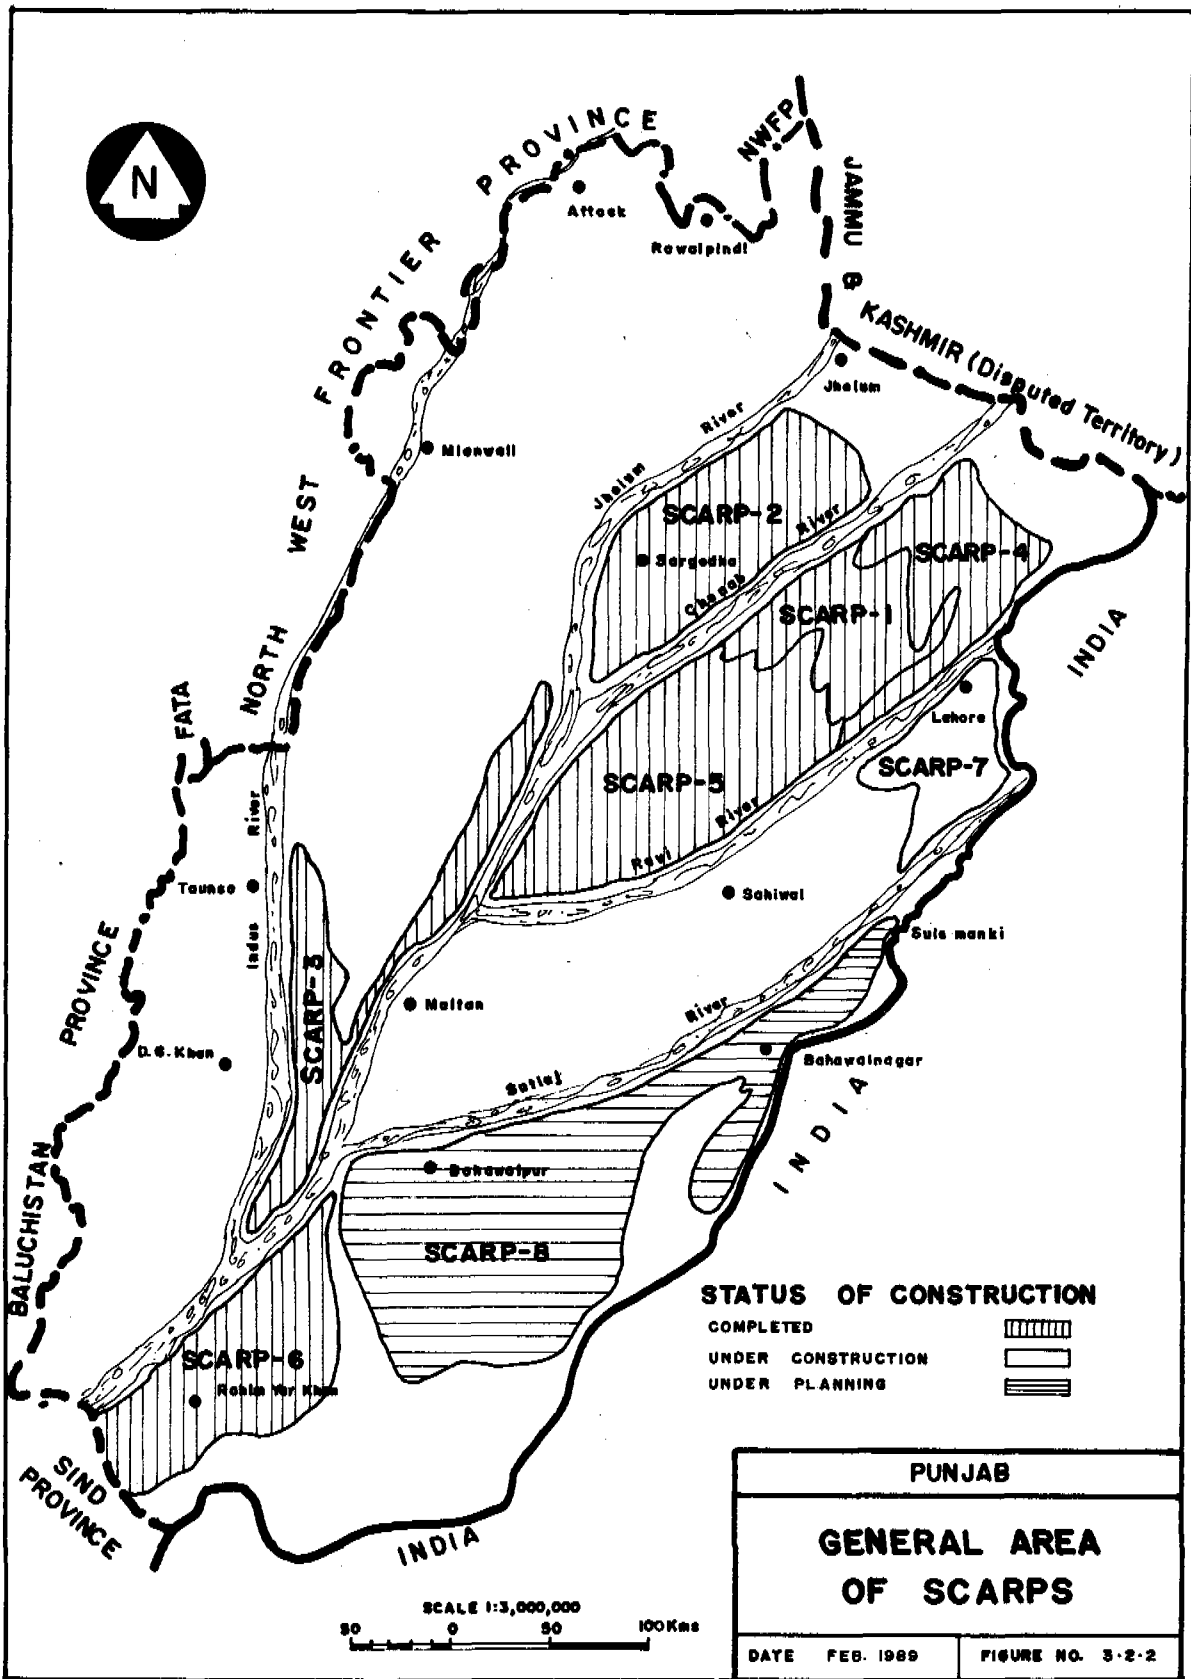 N
NORTH WEST FRONTIER PROVINCE
NWFP
JAMMU & KASHMIR (Disputed Territory)
Attock
Rawalpindi
Jhelum
Mianwali
Jhelum River
SCARP-2
Sargodha
Chanab River
SCARP-4
SCARP-1
INDIA
FATA
Lahore
SCARP-7
SCARP-5
Ravi River
Indus River
Taunsa
Sahiwal
Sule manki
PROVINCE
SCARP-3
Multan
D.G. Khan
Bahawalnagar
Sutlaj River
INDIA
BALUCHISTAN
Bahawalpur
SCARP-8
STATUS OF CONSTRUCTION
COMPLETED
UNDER CONSTRUCTION
UNDER PLANNING
SCARP-6
Rahim Yar Khan
SIND
PROVINCE
INDIA
PUNJAB
GENERAL AREA
OF SCARPS
SCALE 1:3,000,000
50 0 50 100Kms
DATE FEB. 1989
FIGURE NO. 3-2-2